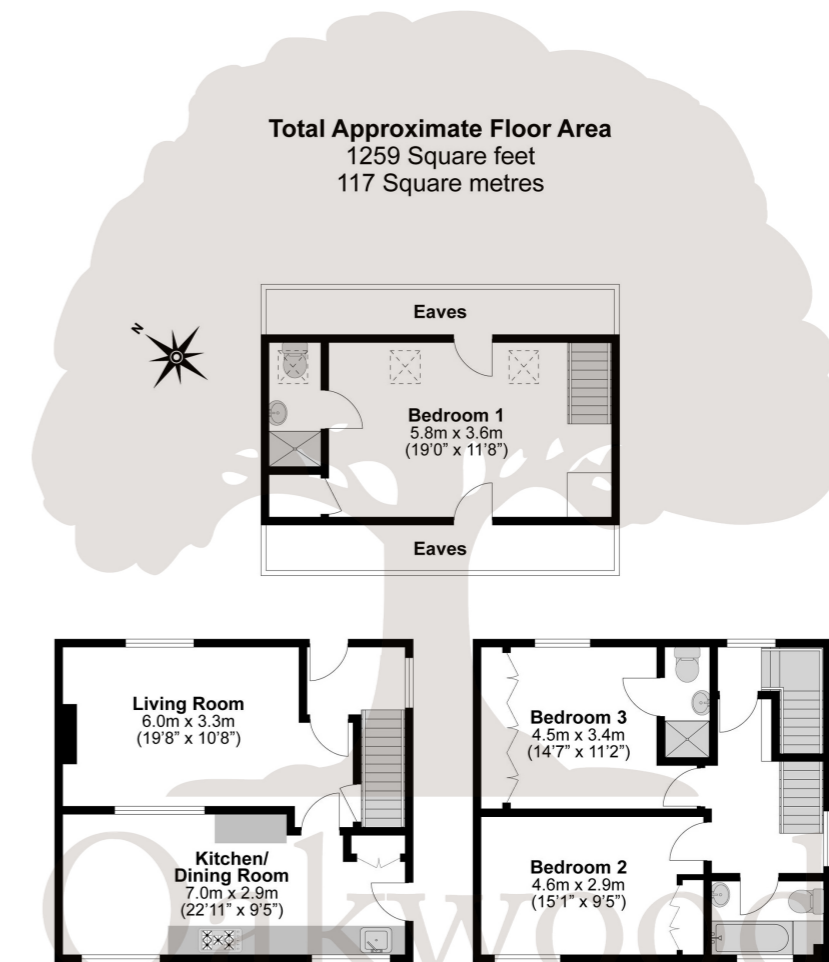 Total Approximate Floor Area
1259 Square feet
117 Square metres
Eaves
N
Bedroom 1
5.8m x 3.6m
(19'0” x 11'8”)
Eaves
Living Room
6.0m x 3.3m
(19'8” x 10'8”)
Kitchen/
Dining Room
7.0m x 2.9m
(22'11” x 9'5”)
Bedroom 3
4.5m x 3.4m
(14'7” x 11'2”)
Bedroom 2
4.6m x 2.9m
(15'1” x 9'5”)
Oakwood